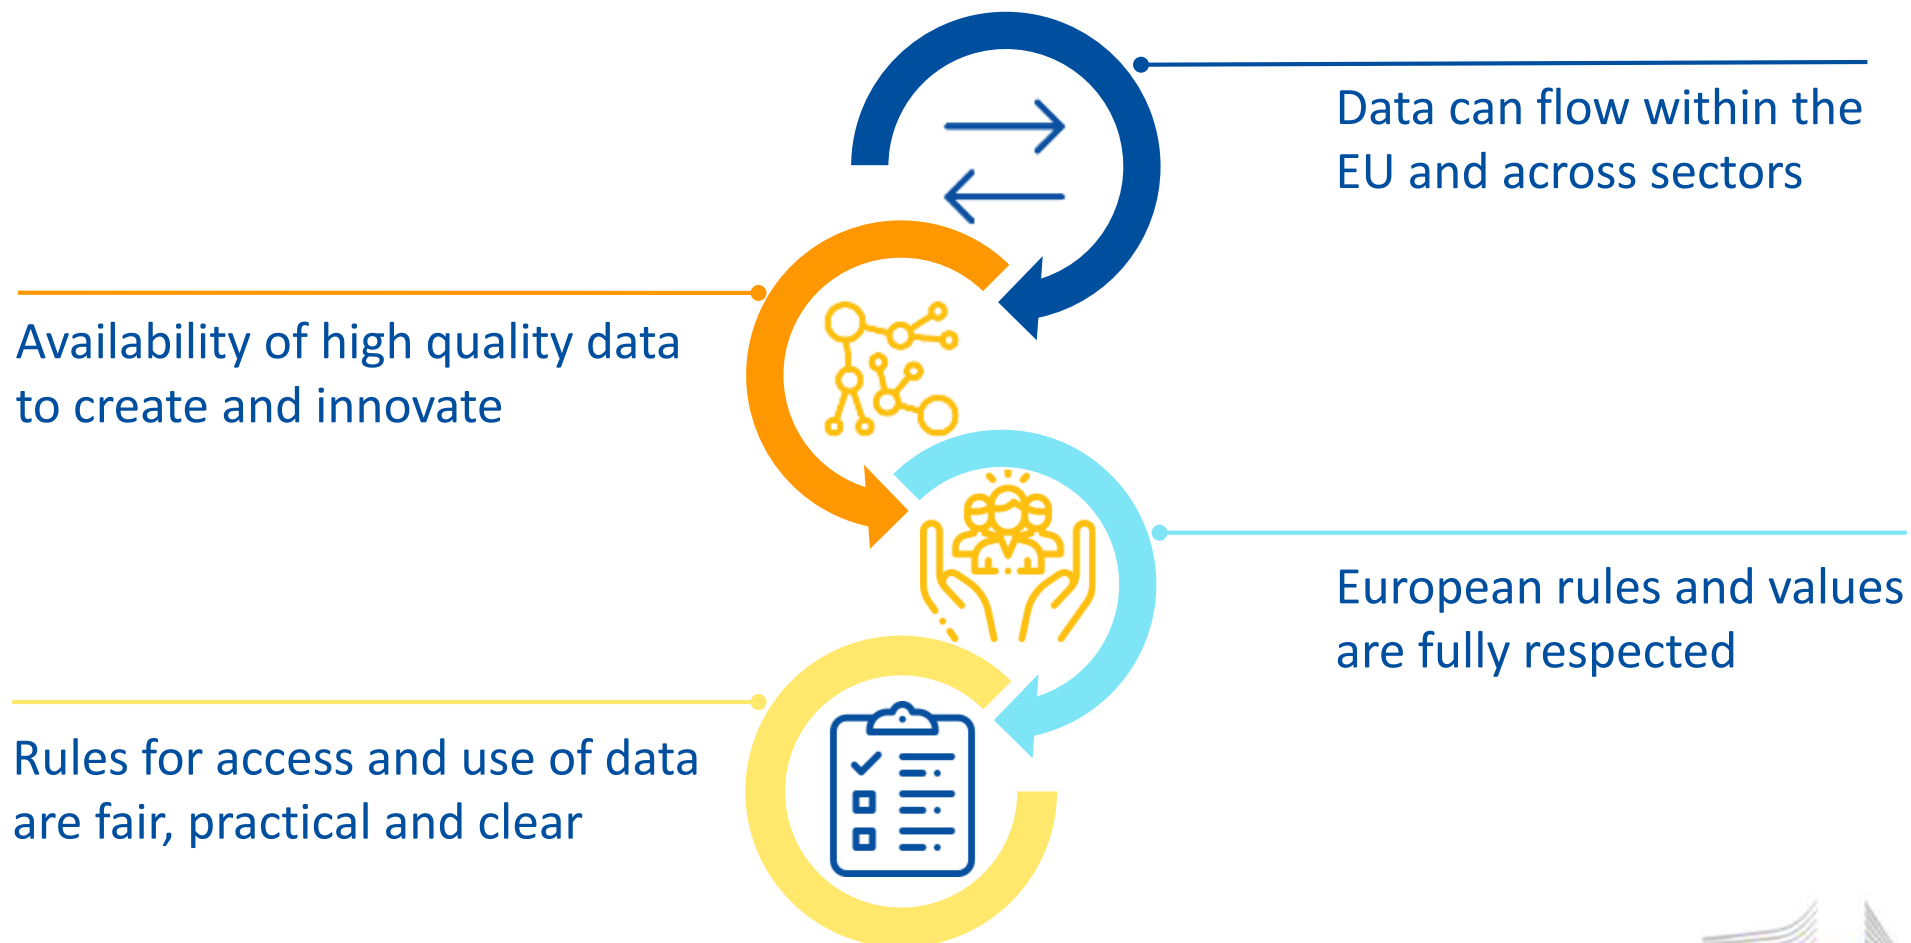 Data can flow within the
EU and across sectors
Availability of high quality data
to create and innovate
European rules and values
are fully respected
Rules for access and use of data
are fair, practical and clear